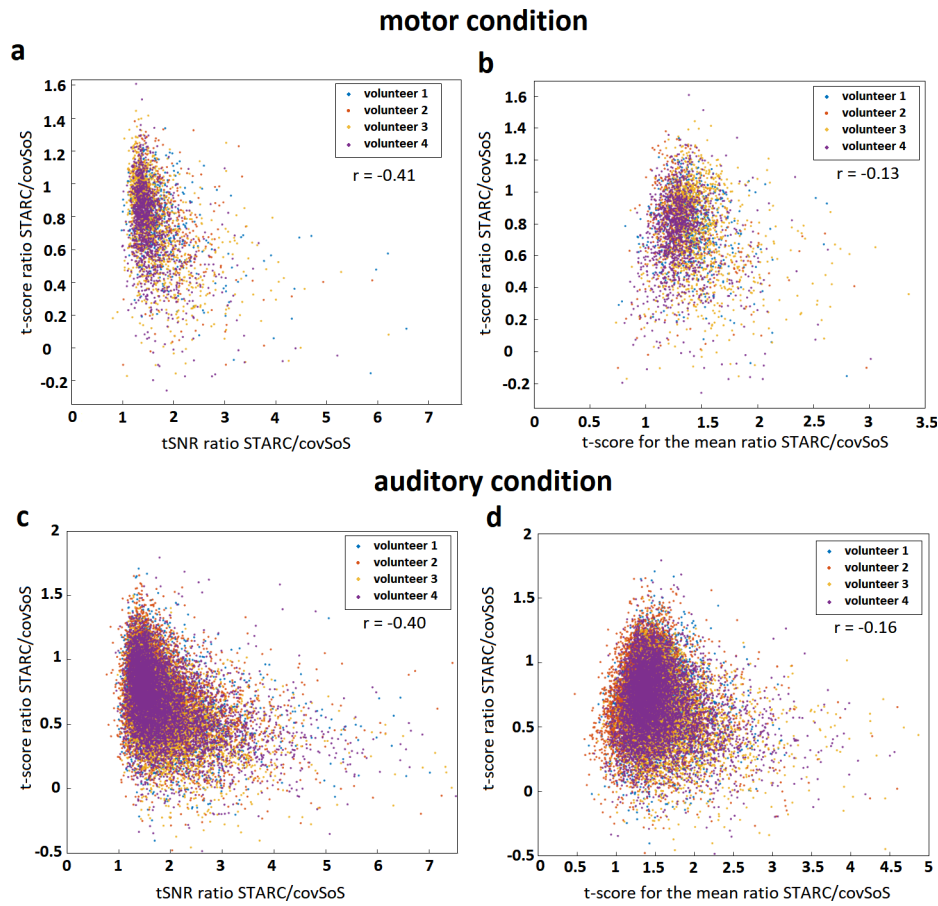 motor condition
a
b
1.6
1.4
1.2
1
0.8
0.6
0.4
0.2
0
-0.2
t-score ratio STARC/covSoS
volunteer 1
volunteer 2
volunteer 3
volunteer 4
r = -0.41
0 1 2 3 4 5 6 7
tSNR ratio STARC/covSoS
1.6
1.4
1.2
1
0.8
0.6
0.4
0.2
0
-0.2
t-score ratio STARC/covSoS
volunteer 1
volunteer 2
volunteer 3
volunteer 4
r = -0.13
0 0.5 1 1.5 2 2.5 3 3.5
t-score for the mean ratio STARC/covSoS
auditory condition
c
d
2
1.5
1
0.5
0
-0.5
t-score ratio STARC/covSoS
volunteer 1
volunteer 2
volunteer 3
volunteer 4
r = -0.40
0 1 2 3 4 5 6 7
tSNR ratio STARC/covSoS
2
1.5
1
0.5
0
-0.5
t-score ratio STARC/covSoS
volunteer 1
volunteer 2
volunteer 3
volunteer 4
r = -0.16
0 0.5 1 1.5 2 2.5 3 3.5 4 4.5 5
t-score for the mean ratio STARC/covSoS